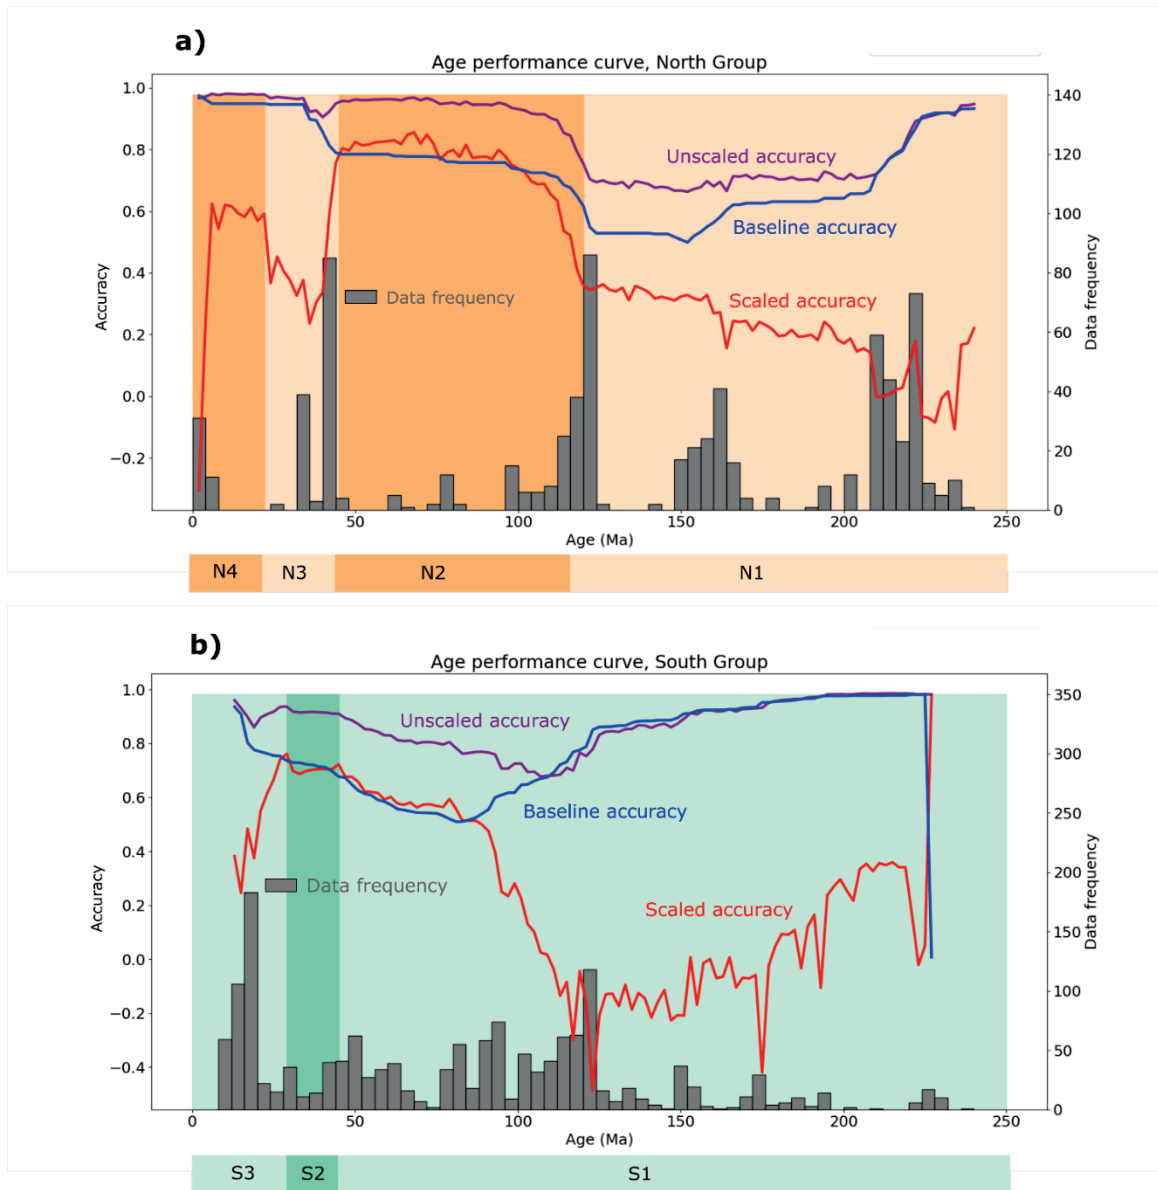 a)
Age performance curve, North Group
1.0
0.8
0.6
0.4
0.2
0.0
−0.2
Accuracy
140
120
100
80
60
40
20
0
Data frequency
Unscaled accuracy
Baseline accuracy
Data frequency
Scaled accuracy
0 50 100 150 200 250
Age (Ma)
N4 N3 N2 N1
b)
Age performance curve, South Group
1.0
0.8
0.6
0.4
0.2
0.0
−0.2
−0.4
Accuracy
350
300
250
200
150
100
50
0
Data frequency
Unscaled accuracy
Baseline accuracy
Data frequency
Scaled accuracy
0 50 100 150 200 250
Age (Ma)
S3 S2 S1